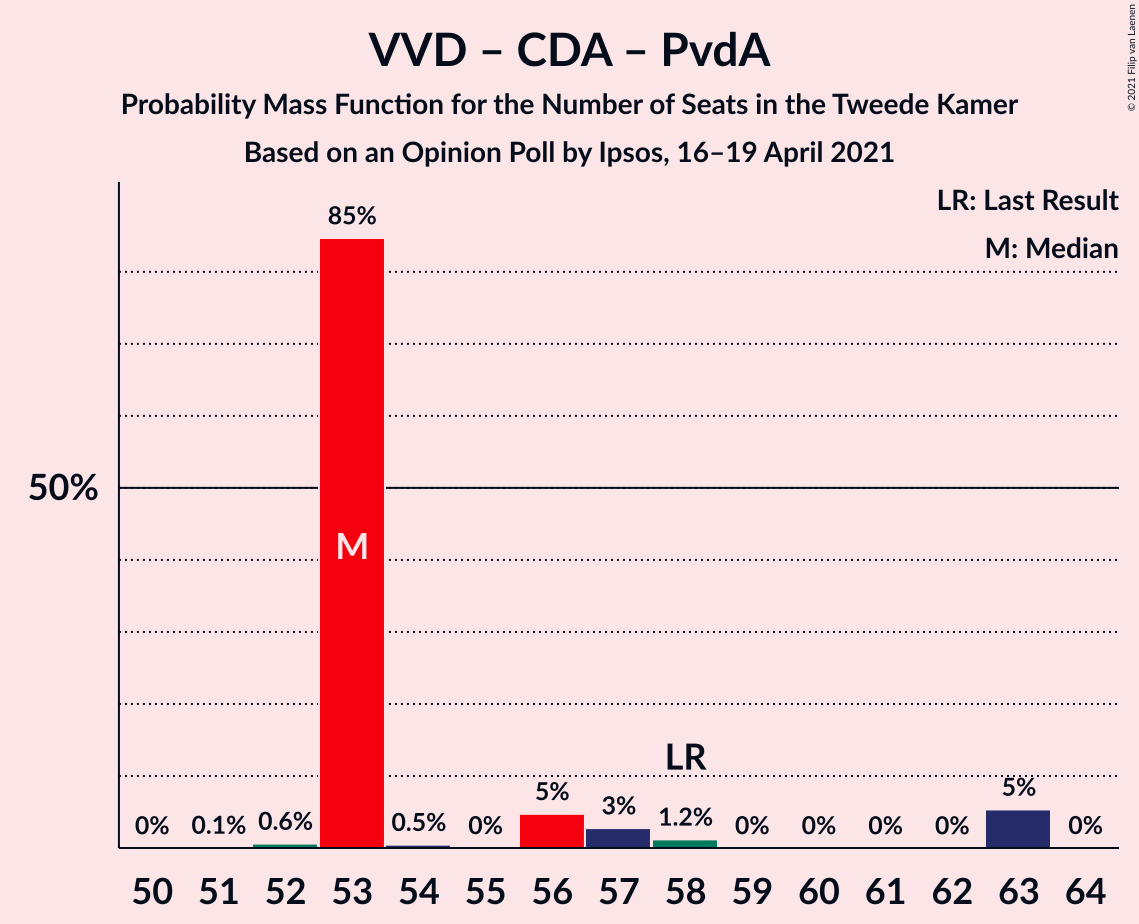 VVD – CDA – PvdA
Probability Mass Function for the Number of Seats in the Tweede Kamer
Based on an Opinion Poll by Ipsos, 16–19 April 2021
© 2021 Filip van Laenen
LR: Last Result
M: Median
50%
0% 0.1% 0.6% 85% 0.5% 0% 5% 3% 1.2% 0% 0% 0% 0% 5% 0%
M
LR
50 51 52 53 54 55 56 57 58 59 60 61 62 63 64